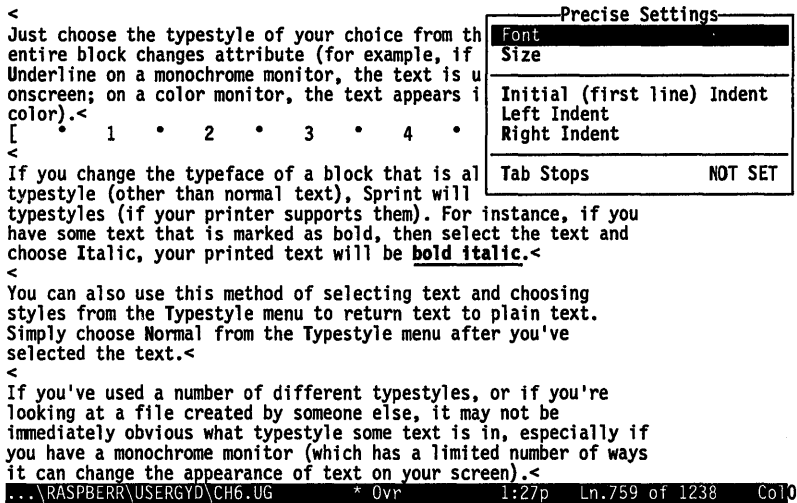 <
Just choose the typestyle of your choice from th
entire block changes attribute (for example, if
Underline on a monochrome monitor, the text is u
onscreen; on a color monitor, the text appears i
color).<
[ • 1 • 2 • 3 • 4 •
<
If you change the typeface of a block that is al
typestyle (other than normal text), Sprint will
typestyles (if your printer supports them). For instance, if you
have some text that is marked as bold, then select the text and
choose Italic, your printed text will be bold italic.<
<
You can also use this method of selecting text and choosing
styles from the Typestyle menu to return text to plain text.
Simply choose Normal from the Typestyle menu after you've
selected the text.<
<
If you've used a number of different typestyles, or if you're
looking at a file created by someone else, it may not be
immediately obvious what typestyle some text is in, especially if
you have a monochrome monitor (which has a limited number of ways
it can change the appearance of text on your screen).<
Precise Settings
Font
Size
Initial (first line) Indent
Left Indent
Right Indent
Tab Stops NOT SET
...\RASPBERR\USERGYD\CH6.UG * Ovr 1:27p Ln.759 of 1238 Col0